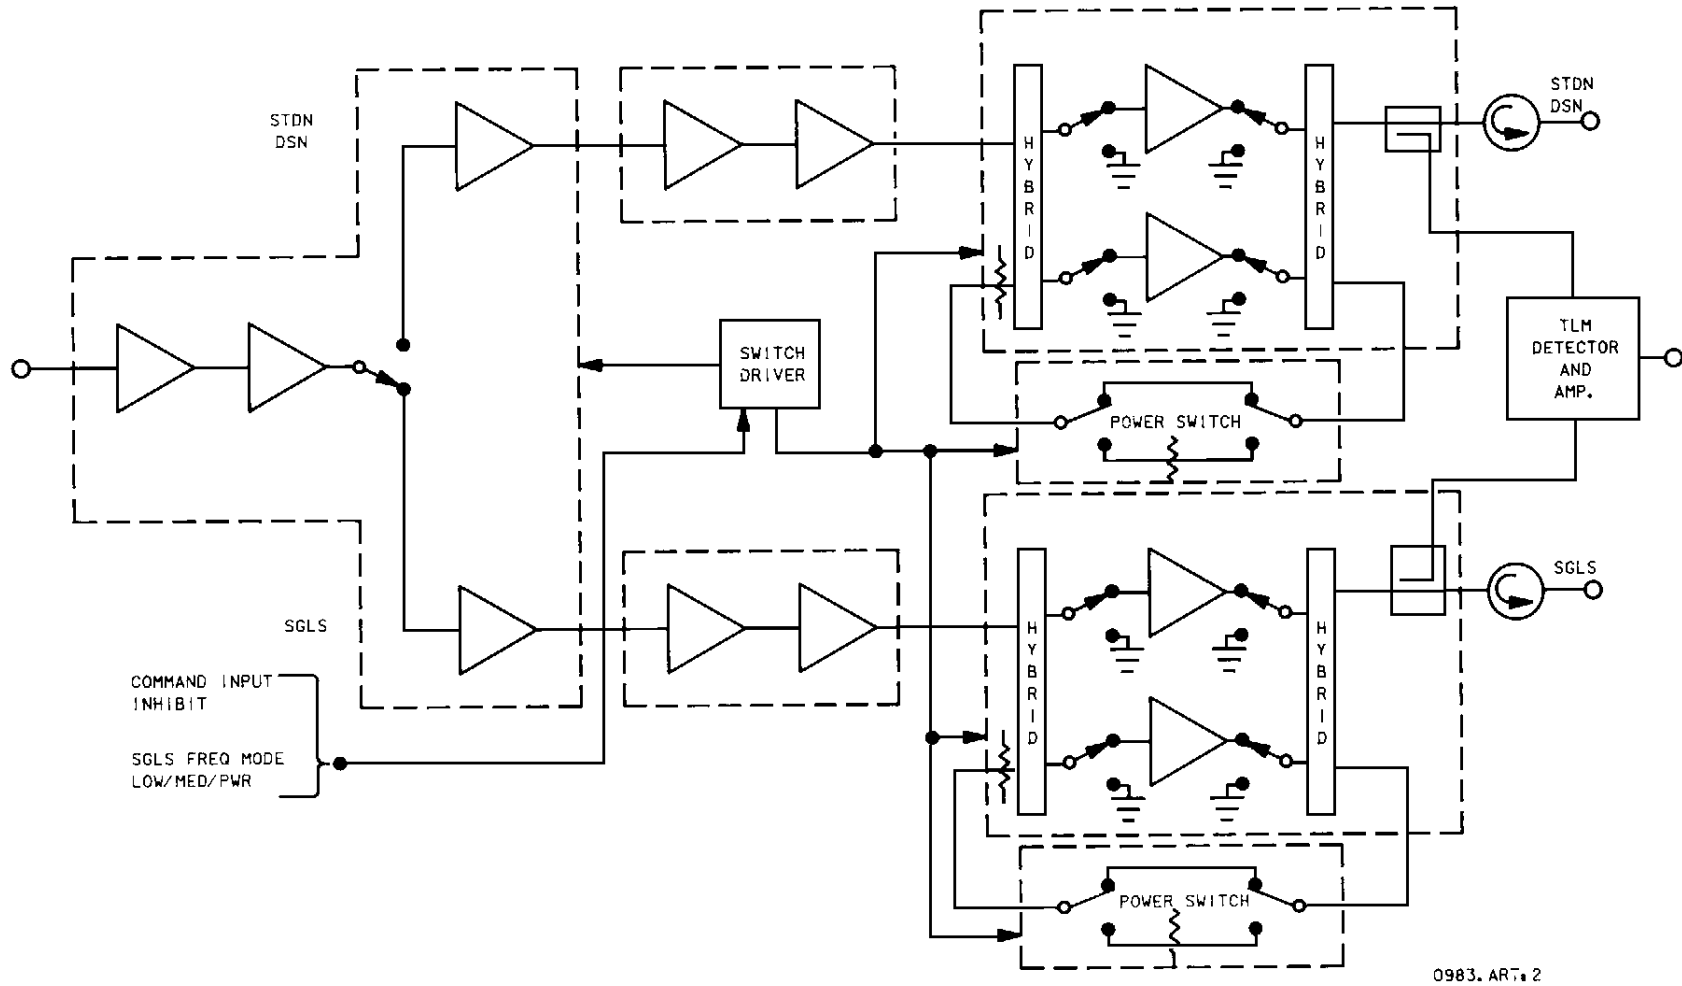 STDN
DSN
HYBRID
HYBRID
STDN
DSN
SWITCH
DRIVER
TLM
DETECTOR
AND
AMP.
POWER SWITCH
SGLS
HYBRID
HYBRID
SGLS
COMMAND INPUT
INHIBIT
SGLS FREQ MODE
LOW/MED/PWR
POWER SWITCH
0983.ART.2